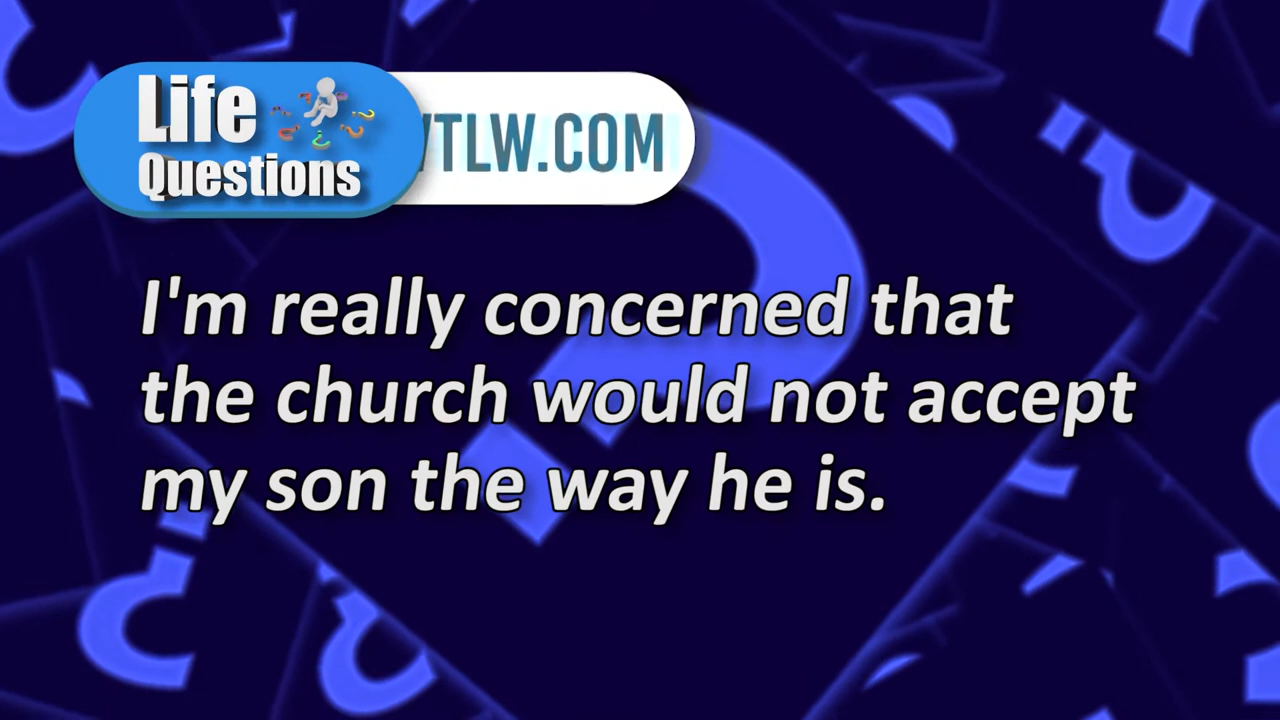 Life
Questions
TLW.COM
I'm really concerned that
the church would not accept
my son the way he is.